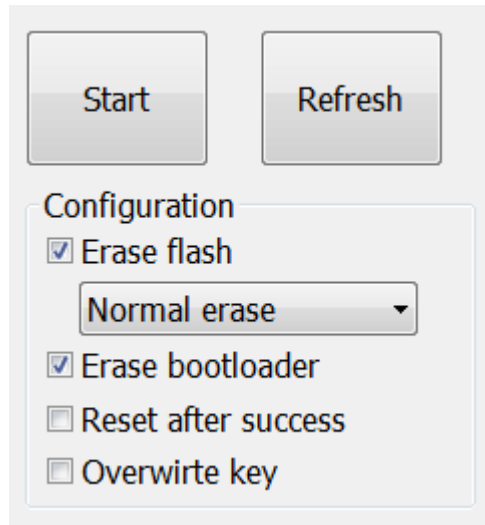 Start
Refresh
Configuration
Erase flash
Normal erase
Erase bootloader
Reset after success
Overwirte key